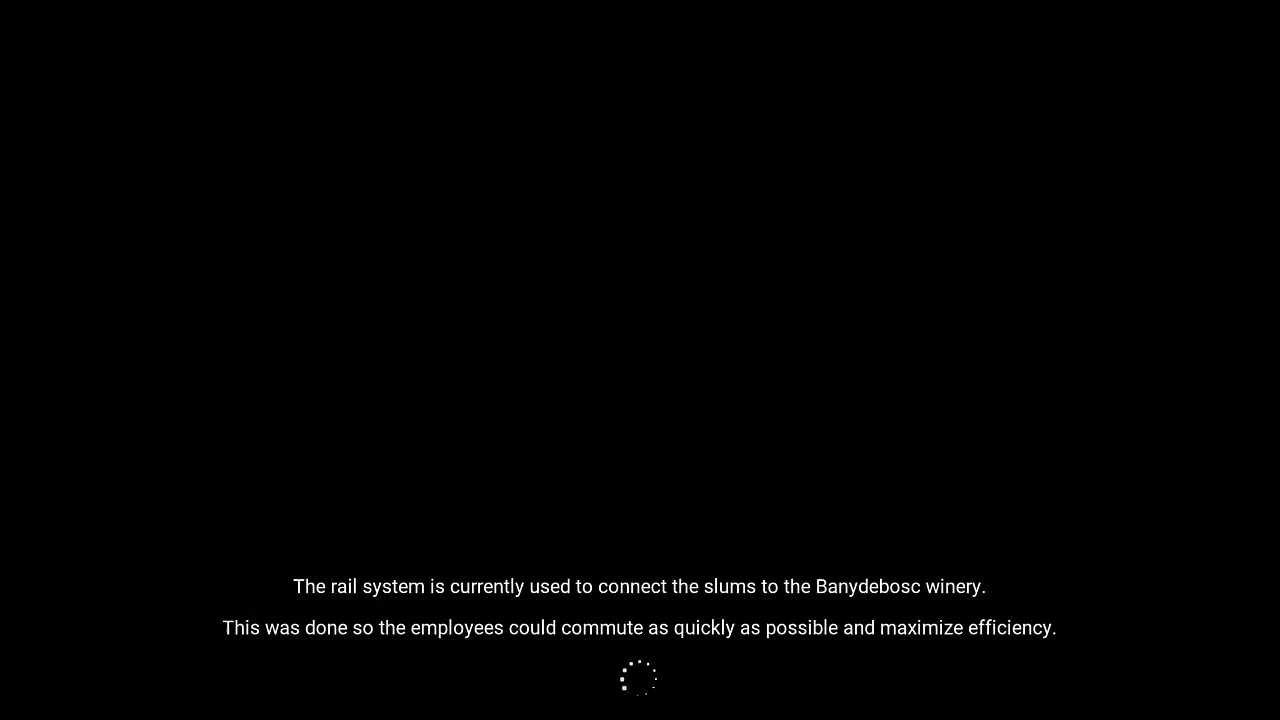 The rail system is currently used to connect the slums to the Banydebosc winery.
This was done so the employees could commute as quickly as possible and maximize efficiency.